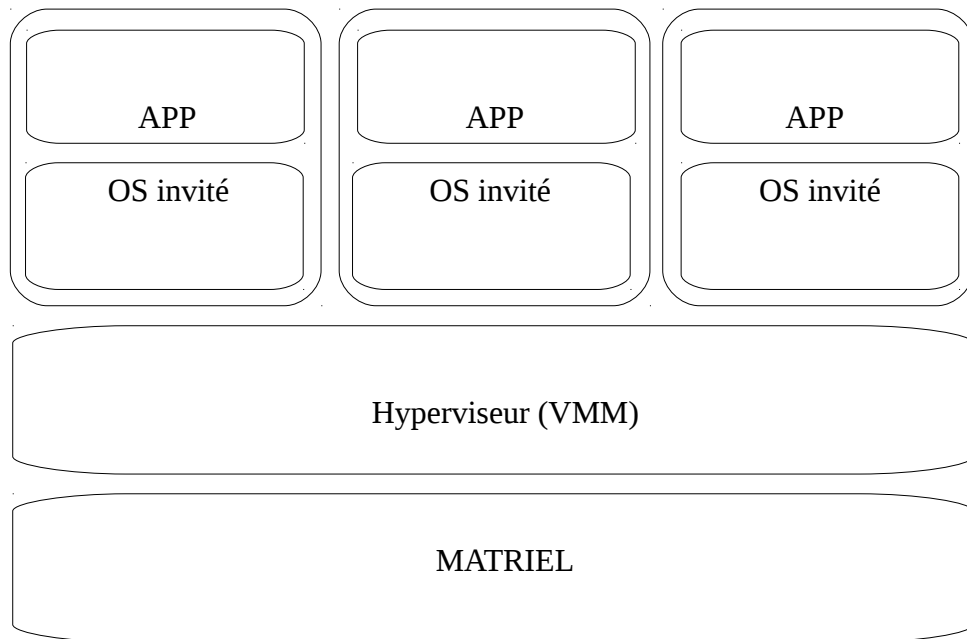 APP APP APP
OS invité OS invité OS invité
Hyperviseur (VMM)
MATRIEL